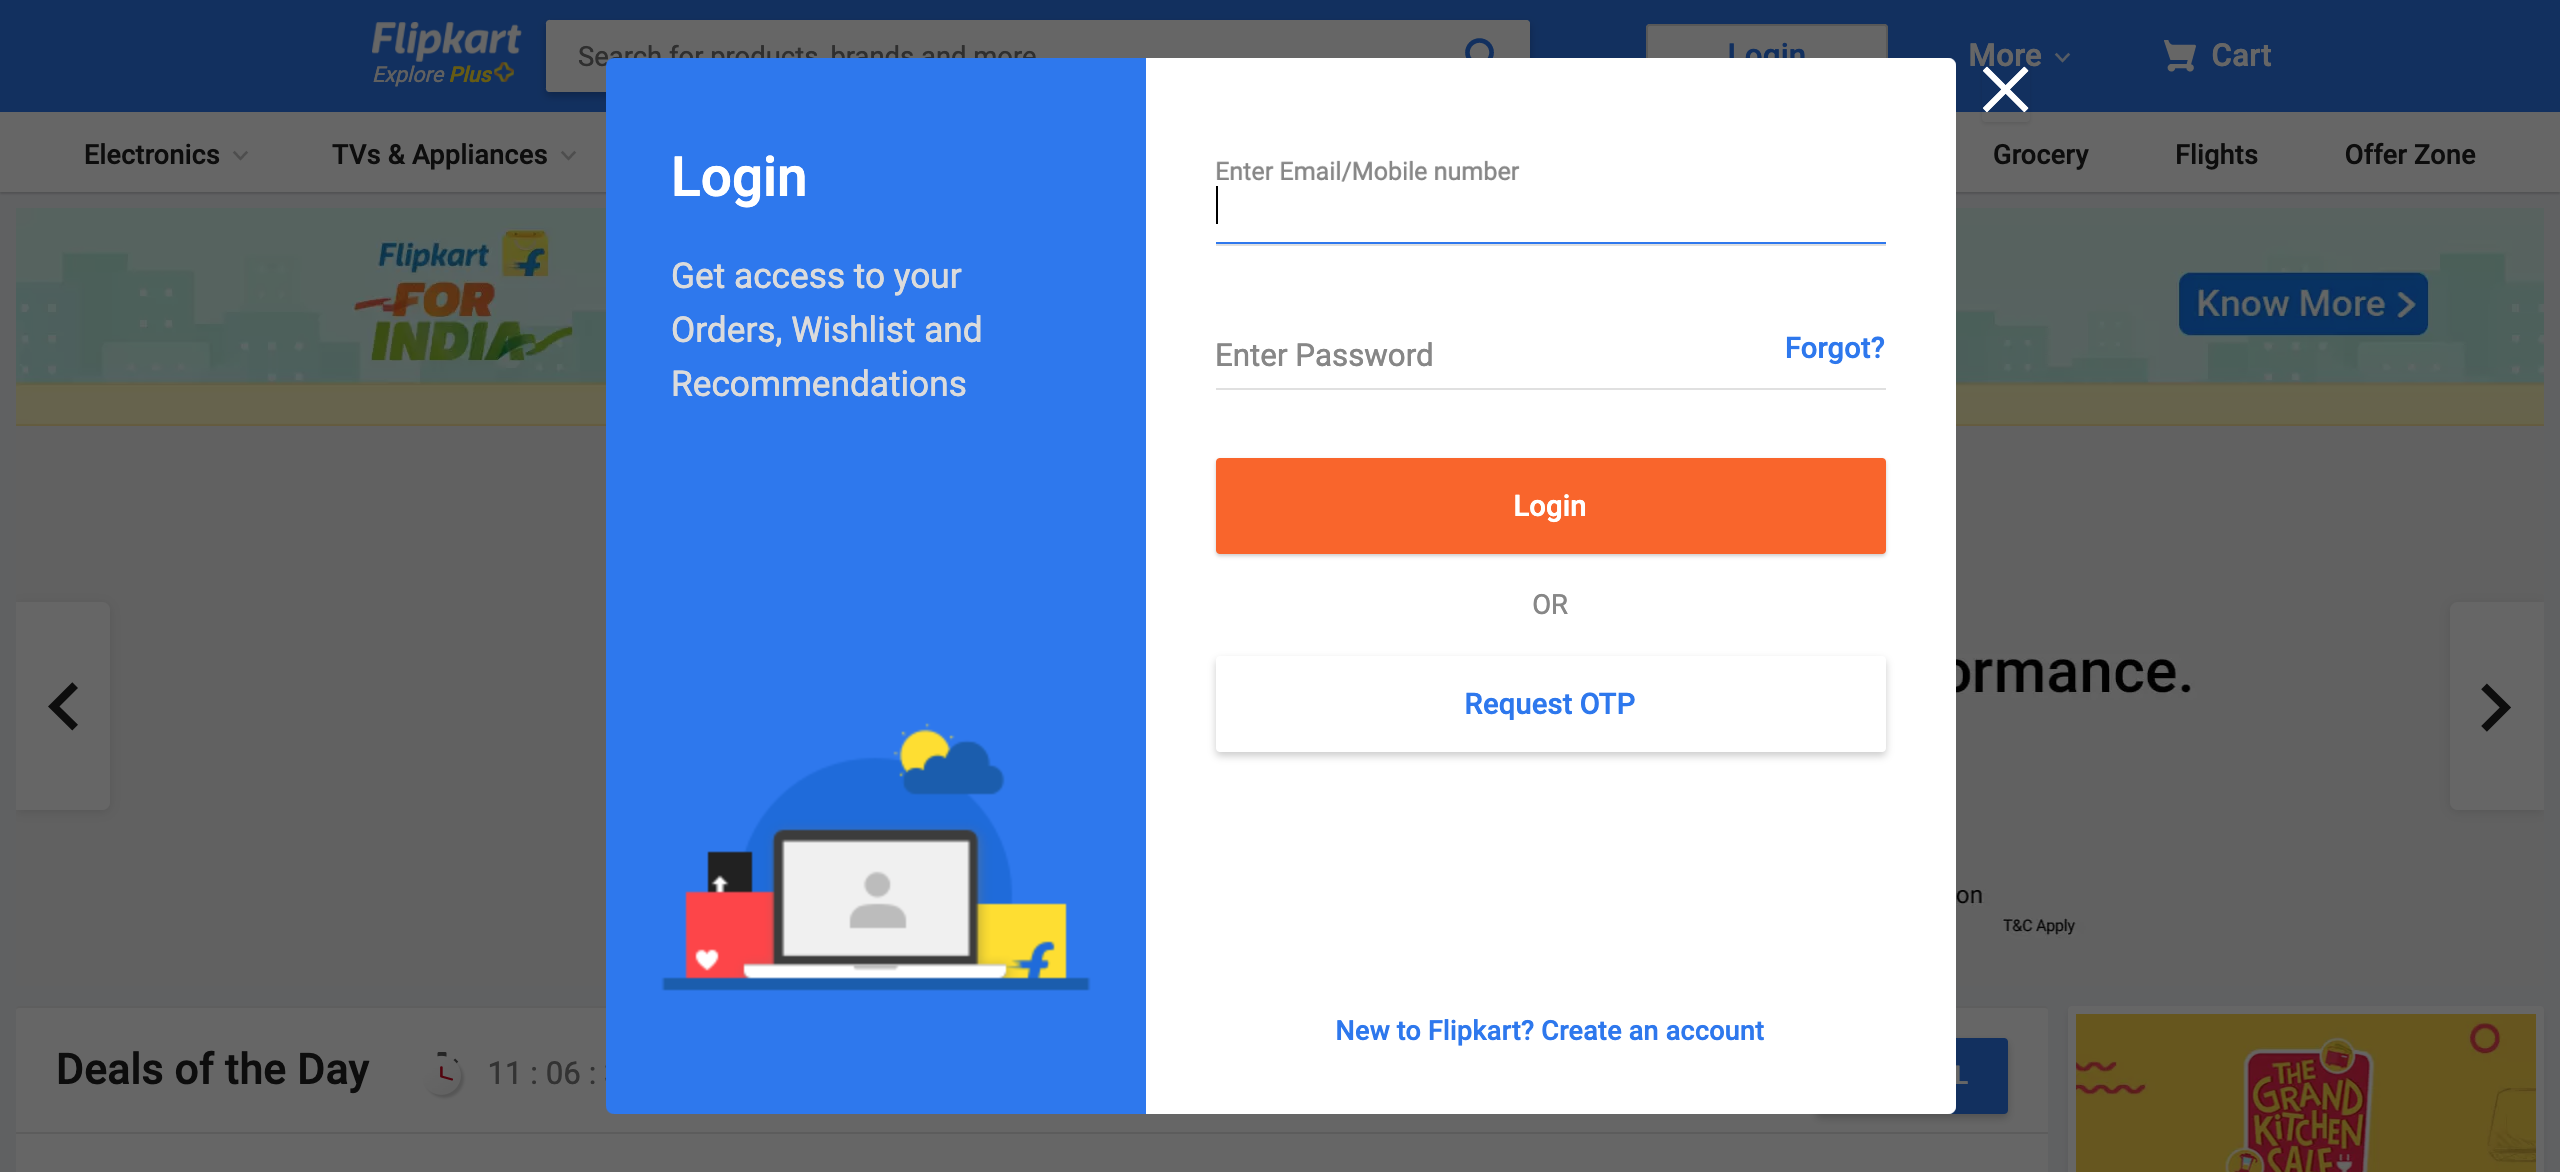 Flipkart
Explore Plus
Search for products, brands and more
Login
More
Cart
Electronics
TVs & Appliances
Grocery
Flights
Offer Zone
Flipkart
FOR
INDIA
Know More
Login
Get access to your
Orders, Wishlist and
Recommendations
Enter Email/Mobile number
Enter Password
Forgot?
Login
OR
Request OTP
New to Flipkart? Create an account
ormance.
on
T&C Apply
Deals of the Day
11 : 06 :
L
THE
GRAND
KITCHEN
SALE